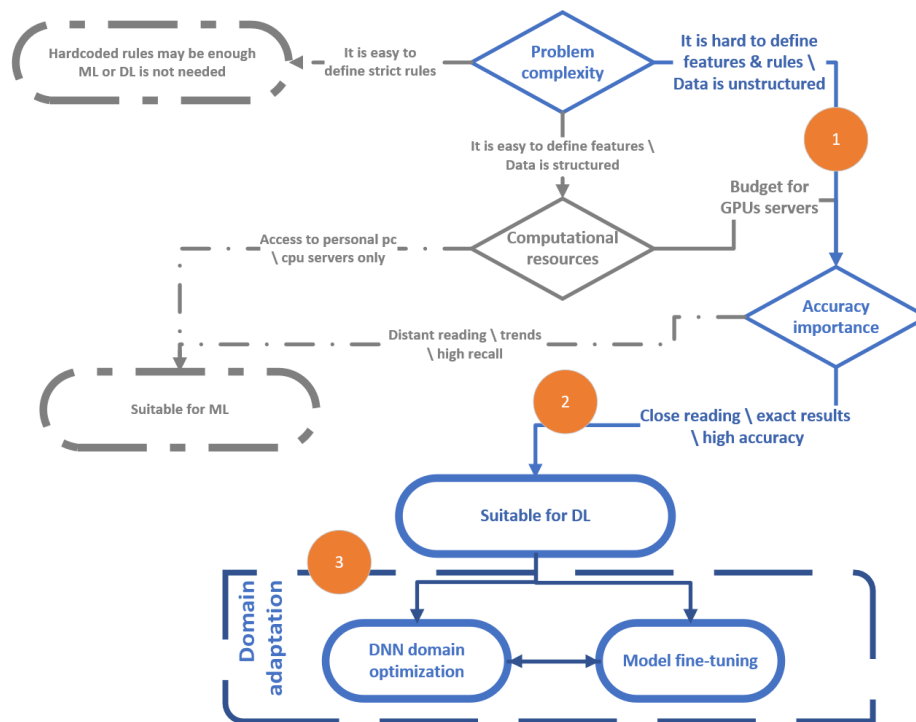 Hardcoded rules may be enough
ML or DL is not needed
It is easy to
define strict rules
Problem
complexity
It is hard to define
features & rules \
Data is unstructured
1
It is easy to define features \
Data is structured
Budget for
GPUs servers
Access to personal pc
\ cpu servers only
Computational
resources
Accuracy
importance
Distant reading \ trends
\ high recall
Suitable for ML
2
Close reading \ exact results
\ high accuracy
Suitable for DL
3
Domain
adaptation
DNN domain
optimization
Model fine-tuning